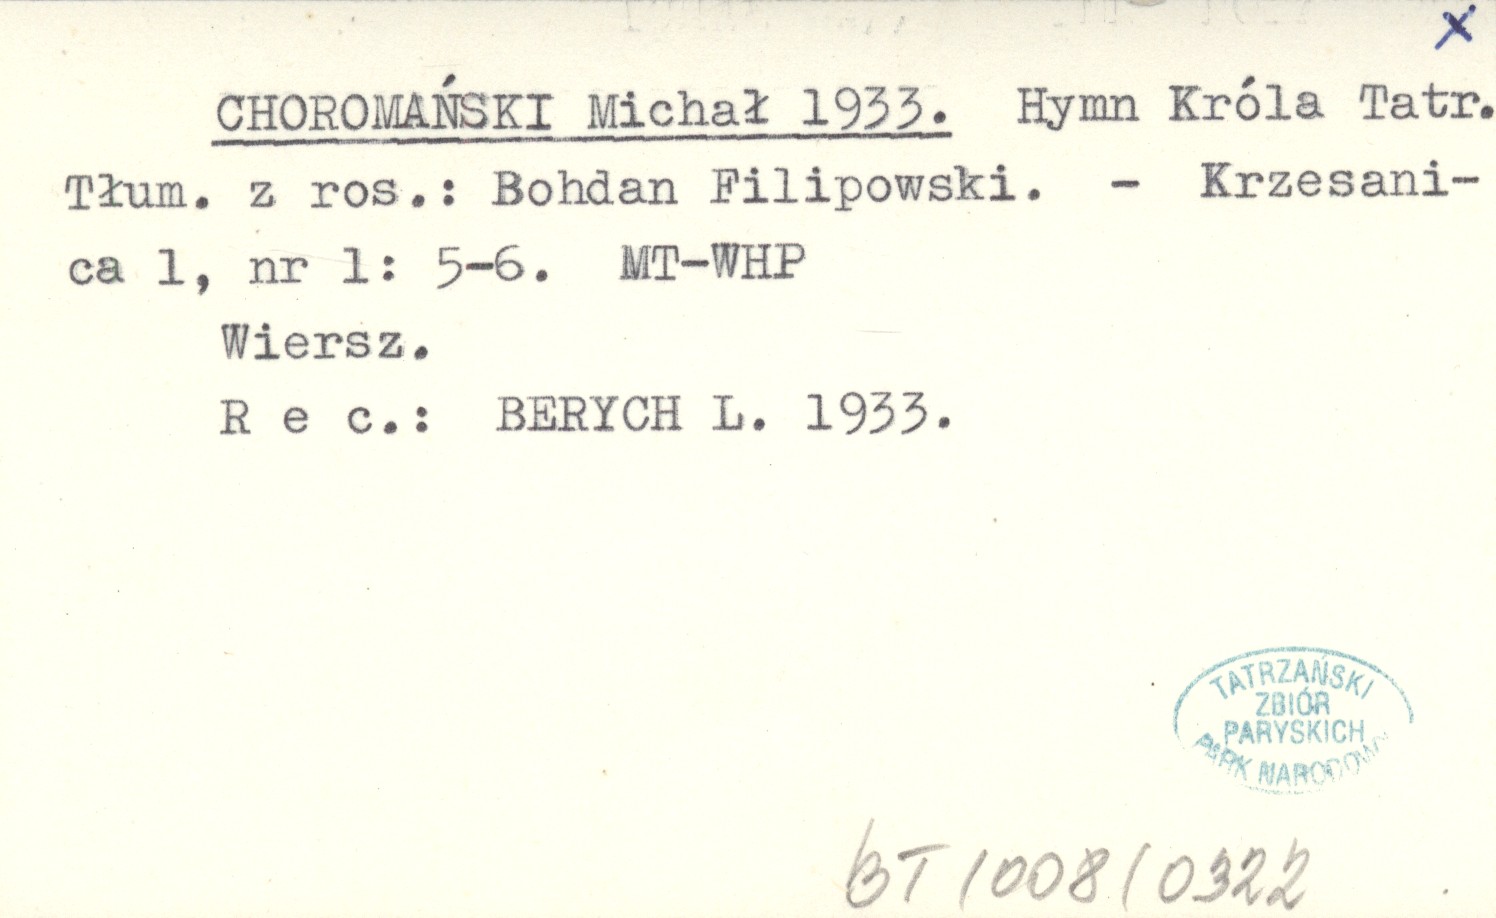 x
CHOROMAŃSKI Michał 1933. Hymn Króla Tatr.
Tłum. z ros.: Bohdan Filipowski. - Krzesani-
ca 1, nr 1: 5-6. MT-WHP
Wiersz.
R e c.: BERYCH L. 1933.
TATRZAŃSKI
ZBIÓR
PARYSKICH
PARK NARODOWY
BT/008/0322